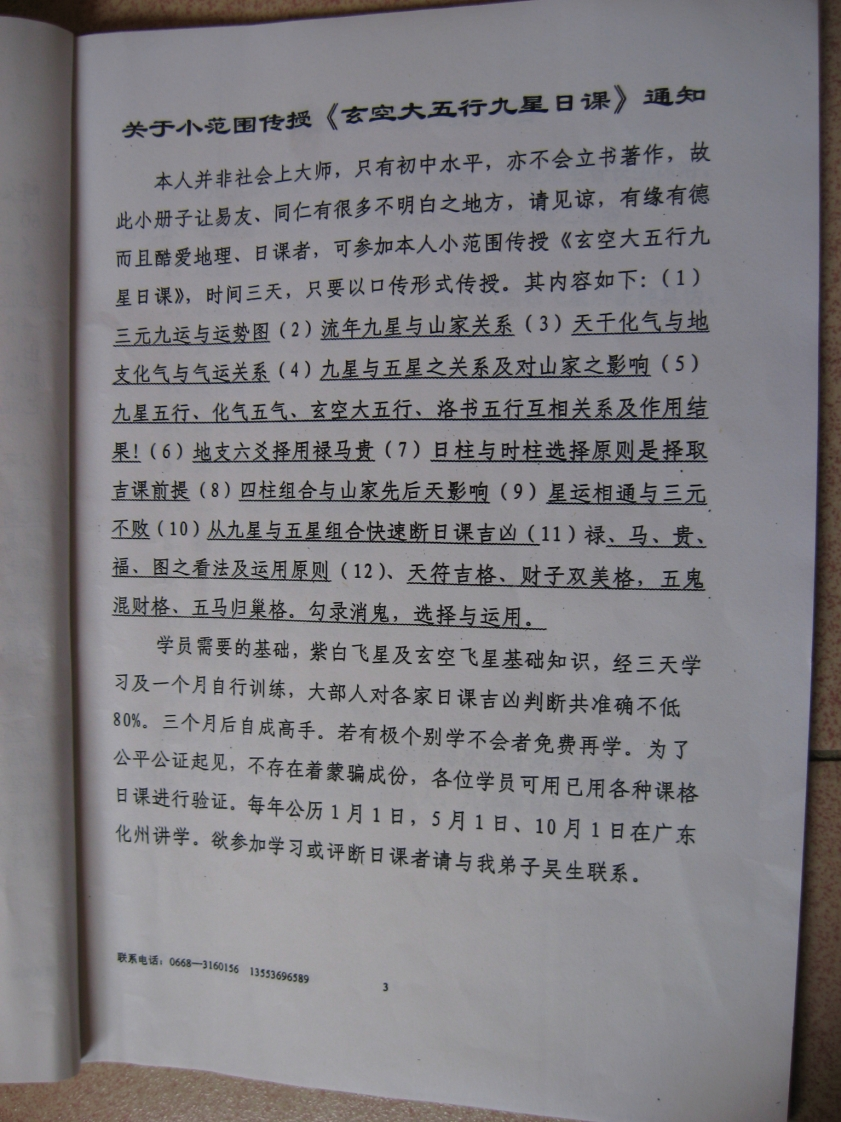 关于小范围传授《玄空大五行九星日课》通知
本人并非社会上大师，只有初中水平，亦不会立书著作，故
此小册子让易友、同仁有很多不明白之地方，请见谅，有缘有德
而且酷爱地理、日课者，可参加本人小范围传授《玄空大五行九
星日课》，时间三天，只要以口传形式传授。其内容如下：（1）
三元九运与运势图（2）流年九星与山家关系（3）天干化气与地
支化气与气运关系（4）九星与五星之关系及对山家之影响（5）
九星五行、化气五气、玄空大五行、洛书五行互相关系及作用结
果!（6）地支六爻择用禄马贵（7）日柱与时柱选择原则是择取
吉课前提（8）四柱组合与山家先后天影响（9）星运相通与三元
不败（10）从九星与五星组合快速断日课吉凶（11）禄、马、贵、
福、图之看法及运用原则（12）、天符吉格、财子双美格，五鬼
混财格、五马归巢格。勾录消鬼，选择与运用。
学员需要的基础，紫白飞星及玄空飞星基础知识，经三天学
习及一个月自行训练，大部人对各家日课吉凶判断共准确不低
80%。三个月后自成高手。若有极个别学不会者免费再学。为了
公平公证起见，不存在着蒙骗成份，各位学员可用已用各种课格
日课进行验证。每年公历1月1日，5月1日、10月1日在广东
化州讲学。欲参加学习或评断日课者请与我弟子吴生联系。
联系电话：0668—3160156 13553696589
3